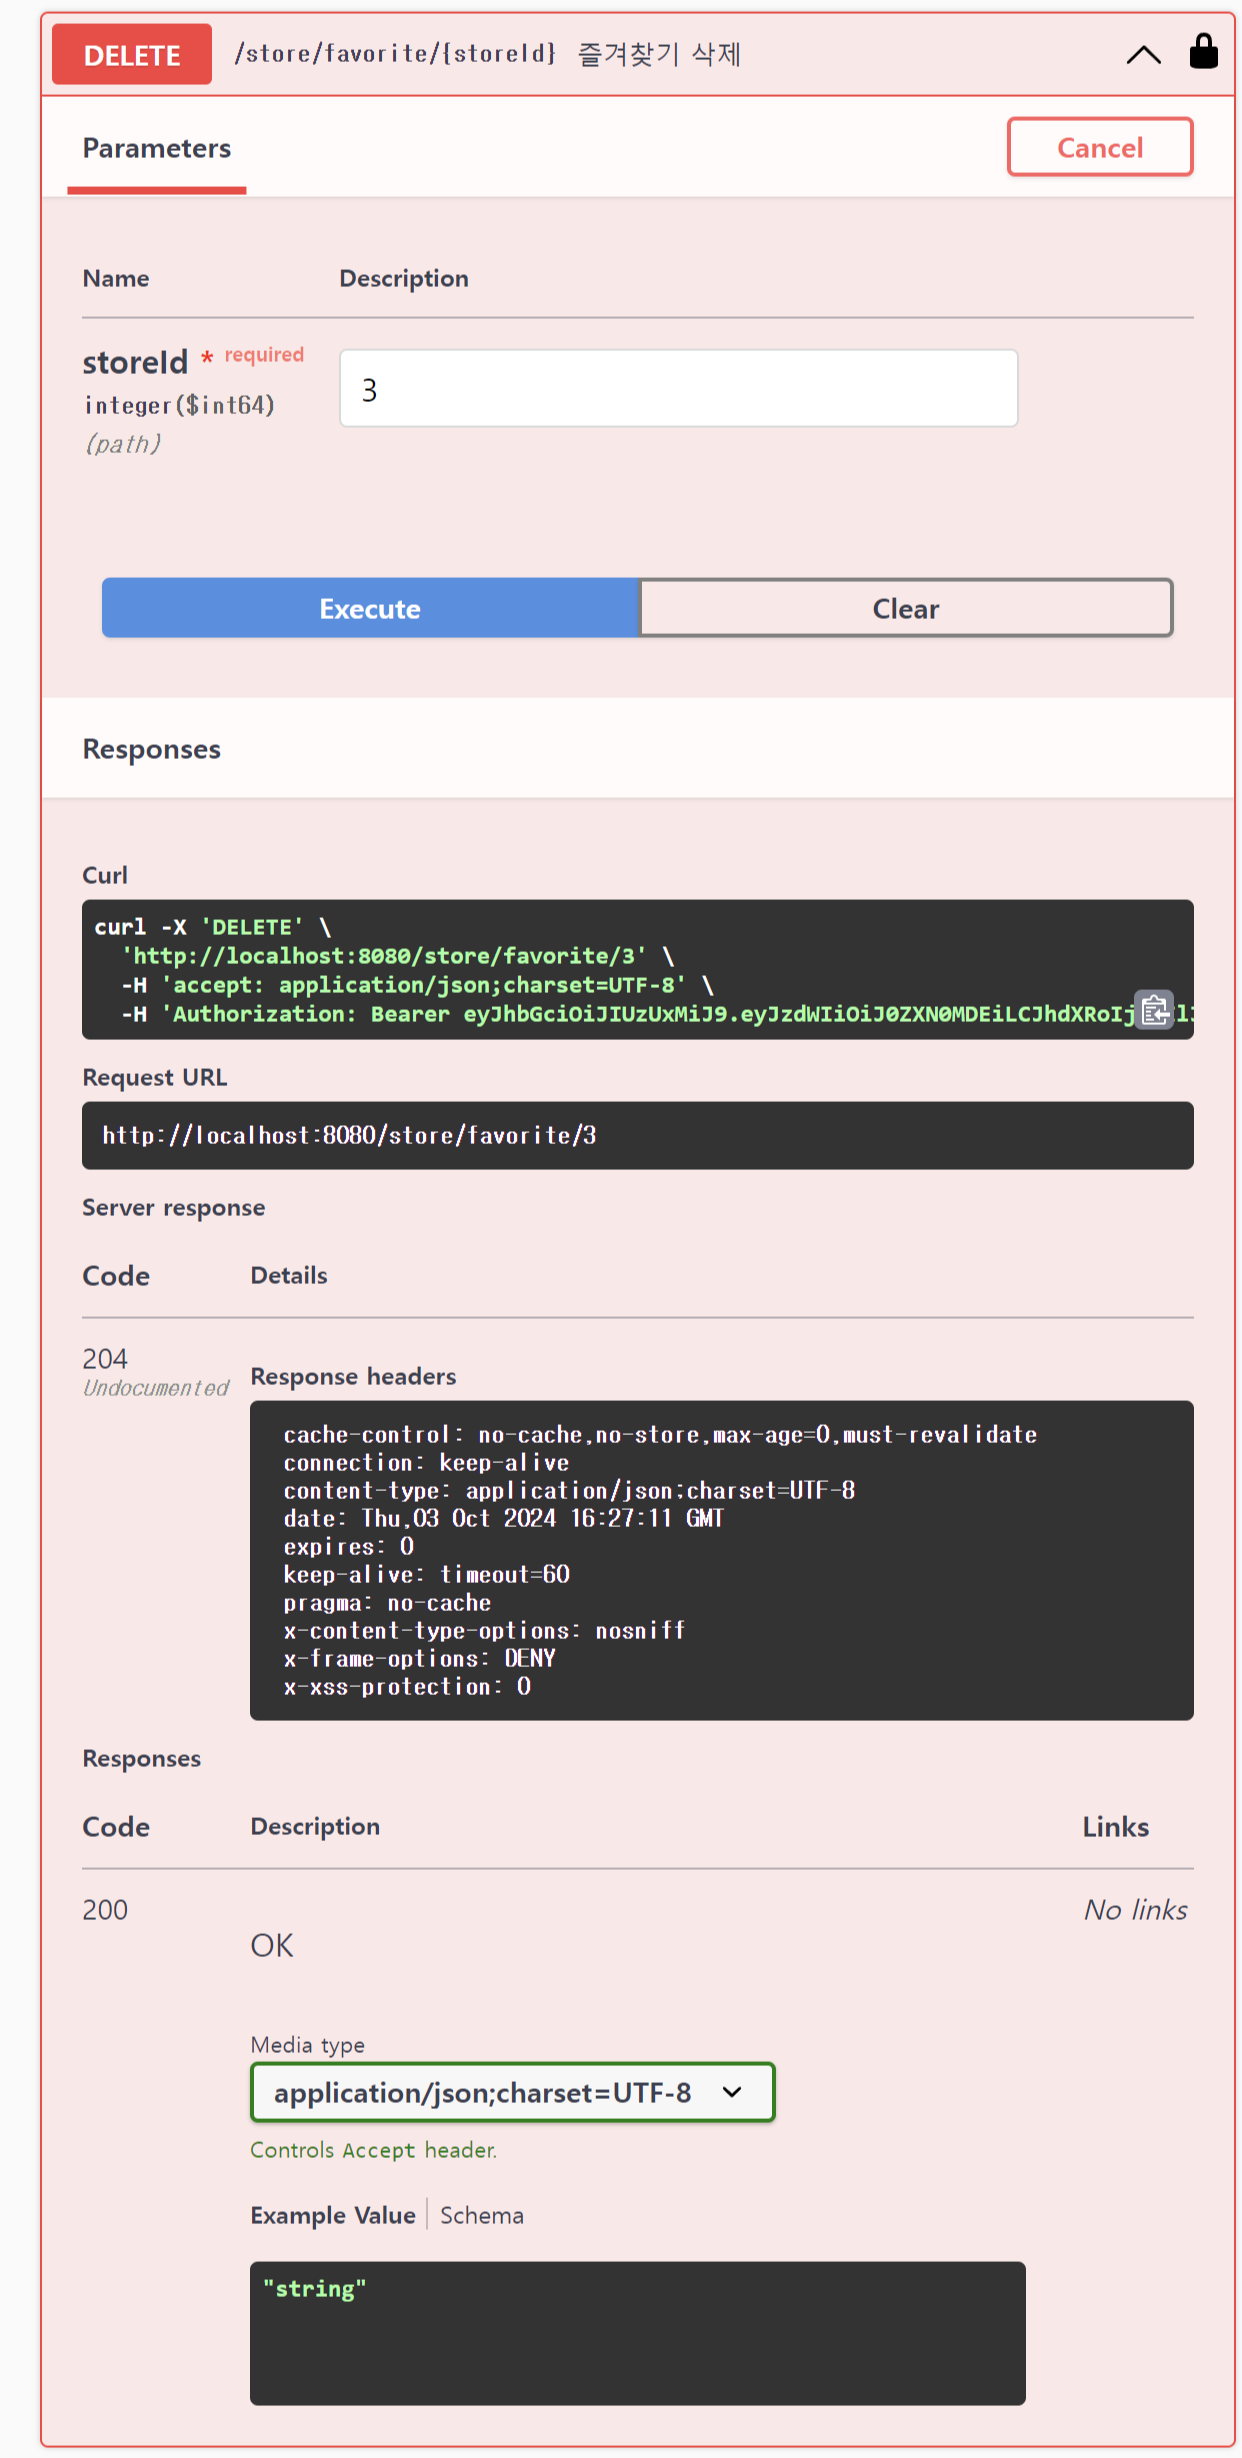 DELETE /store/favorite/{storeId} 즐겨찾기 삭제
Parameters
Cancel
Name Description
storeId * required
integer($int64)
(path)
3
Execute Clear
Responses
Curl
curl -X 'DELETE' \
'http://localhost:8080/store/favorite/3' \
-H 'accept: application/json;charset=UTF-8' \
-H 'Authorization: Bearer eyJhbGciOiJIUzUxMiJ9.eyJzdWIiOiJ0ZXN0MDEiLCJhdXRoIj
Request URL
http://localhost:8080/store/favorite/3
Server response
Code Details
204
Undocumented
Response headers
cache-control: no-cache,no-store,max-age=0,must-revalidate
connection: keep-alive
content-type: application/json;charset=UTF-8
date: Thu,03 Oct 2024 16:27:11 GMT
expires: 0
keep-alive: timeout=60
pragma: no-cache
x-content-type-options: nosniff
x-frame-options: DENY
x-xss-protection: 0
Responses
Code Description Links
200
OK
No links
Media type
application/json;charset=UTF-8
Controls Accept header.
Example Value Schema
"string"